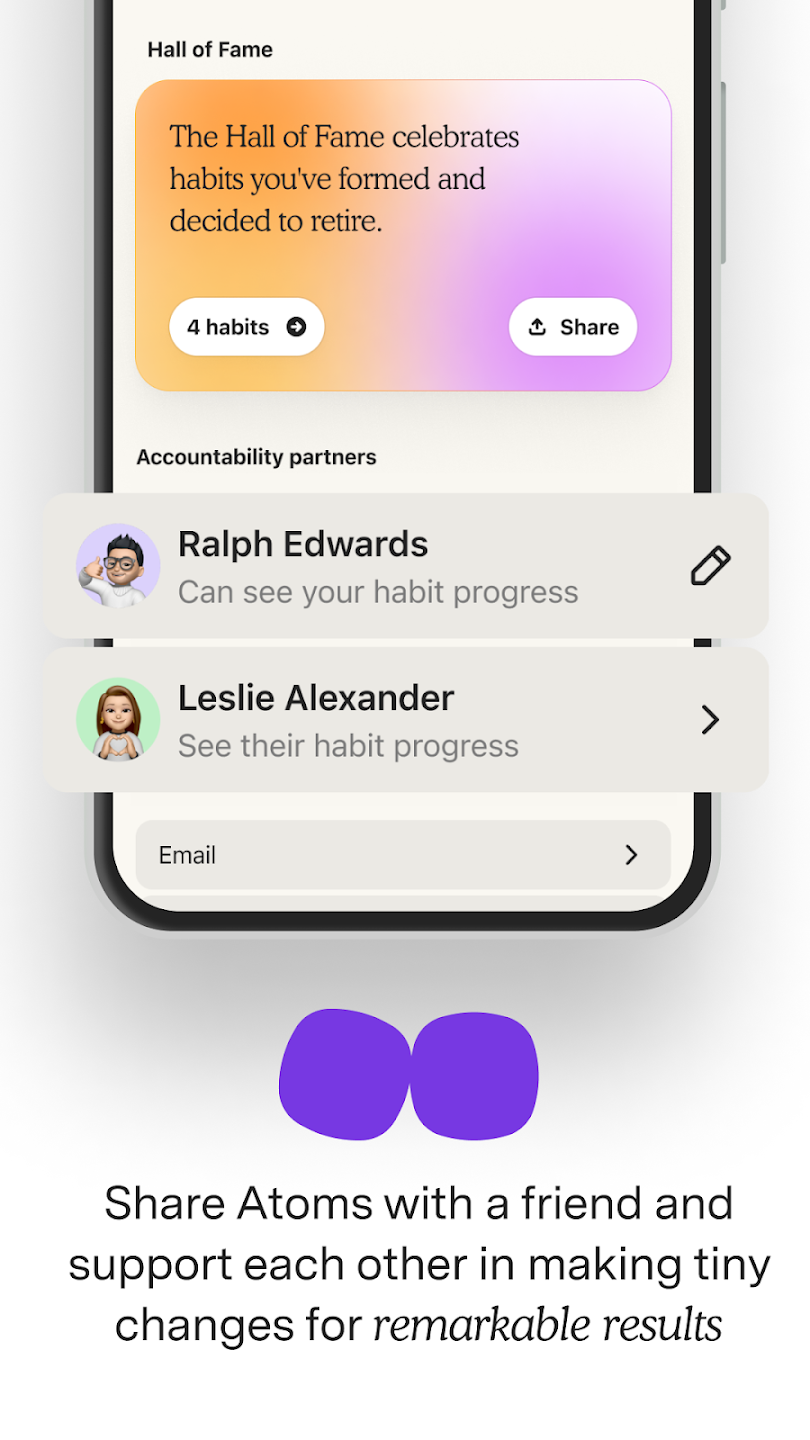 Hall of Fame
The Hall of Fame celebrates
habits you've formed and
decided to retire.
4 habits
Share
Accountability partners
Ralph Edwards
Can see your habit progress
Leslie Alexander
See their habit progress
Email
Share Atoms with a friend and
support each other in making tiny
changes for remarkable results